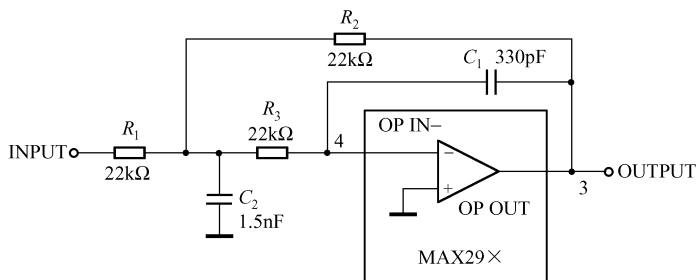 R₂
22kΩ
C₁ 330pF
R₃
22kΩ
4
OP IN−
R₁
INPUT
22kΩ
−
+
C₂
1.5nF
OP OUT
3
OUTPUT
MAX29×